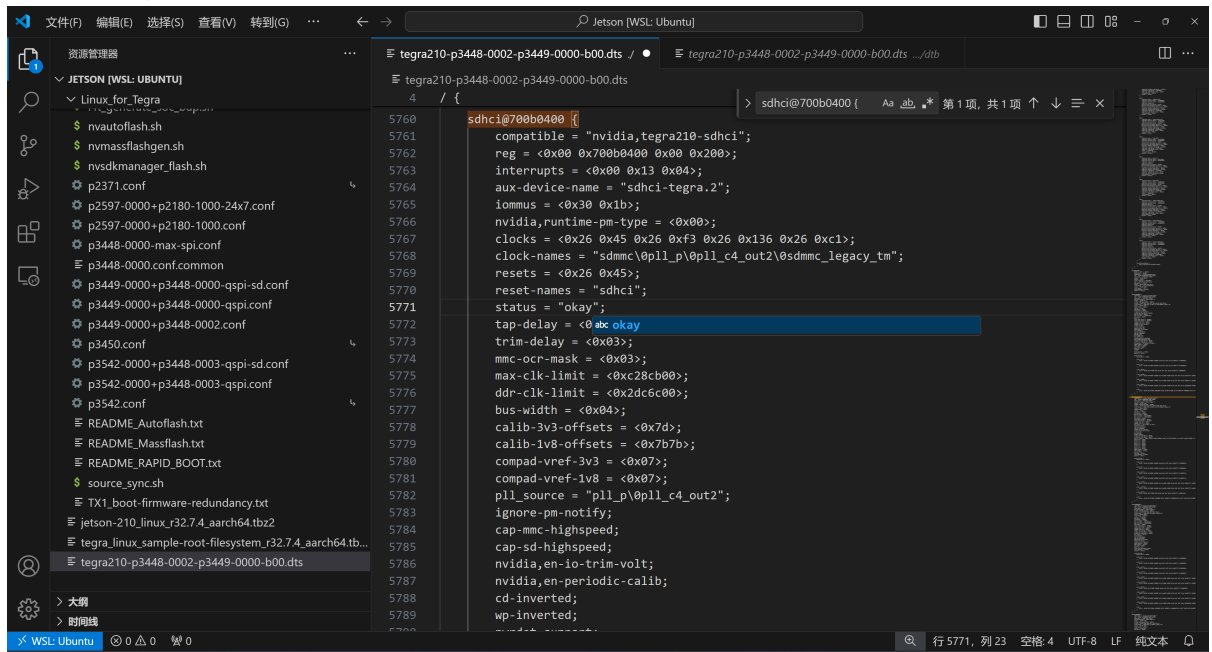 文件(F) 编辑(E) 选择(S) 查看(V) 转到(G) ··· Jetson [WSL: Ubuntu]
资源管理器 ···
JETSON [WSL: UBUNTU]
Linux_for_Tegra
nvautoflash.sh
nvmassflashgen.sh
nvsdkmanager_flash.sh
p2371.conf
p2597-0000+p2180-1000-24x7.conf
p2597-0000+p2180-1000.conf
p3448-0000-max-spi.conf
p3448-0000.conf.common
p3449-0000+p3448-0000-qspi-sd.conf
p3449-0000+p3448-0000-qspi.conf
p3449-0000+p3448-0002.conf
p3450.conf
p3542-0000+p3448-0003-qspi-sd.conf
p3542-0000+p3448-0003-qspi.conf
p3542.conf
README_Autoflash.txt
README_Massflash.txt
README_RAPID_BOOT.txt
source_sync.sh
TX1_boot-firmware-redundancy.txt
jetson-210_linux_r32.7.4_aarch64.tbz2
tegra_linux_sample-root-filesystem_r32.7.4_aarch64.tb...
tegra210-p3448-0002-p3449-0000-b00.dts
大纲
时间线
1
tegra210-p3448-0002-p3449-0000-b00.dts ./ ● tegra210-p3448-0002-p3449-0000-b00.dts .../dtb
tegra210-p3448-0002-p3449-0000-b00.dts
4 / {
sdhci@700b0400 { Aa ab .* 第 1 项, 共 1 项
5760 sdhci@700b0400 {
5761 compatible = "nvidia,tegra210-sdhci";
5762 reg = <0x00 0x700b0400 0x00 0x200>;
5763 interrupts = <0x00 0x13 0x04>;
5764 aux-device-name = "sdhci-tegra.2";
5765 iommus = <0x30 0x1b>;
5766 nvidia,runtime-pm-type = <0x00>;
5767 clocks = <0x26 0x45 0x26 0xf3 0x26 0x136 0x26 0xc1>;
5768 clock-names = "sdmmc\0pll_p\0pll_c4_out2\0sdmmc_legacy_tm";
5769 resets = <0x26 0x45>;
5770 reset-names = "sdhci";
5771 status = "okay";
5772 tap-delay = <0
abc okay
5773 trim-delay = <0x03>;
5774 mmc-ocr-mask = <0x03>;
5775 max-clk-limit = <0xc28cb00>;
5776 ddr-clk-limit = <0x2dc6c00>;
5777 bus-width = <0x04>;
5778 calib-3v3-offsets = <0x7d>;
5779 calib-1v8-offsets = <0x7b7b>;
5780 compad-vref-3v3 = <0x07>;
5781 compad-vref-1v8 = <0x07>;
5782 pll_source = "pll_p\0pll_c4_out2";
5783 ignore-pm-notify;
5784 cap-mmc-highspeed;
5785 cap-sd-highspeed;
5786 nvidia,en-io-trim-volt;
5787 nvidia,en-periodic-calib;
5788 cd-inverted;
5789 wp-inverted;
WSL: Ubuntu 0 0 0 行 5771, 列 23 空格: 4 UTF-8 LF 纯文本